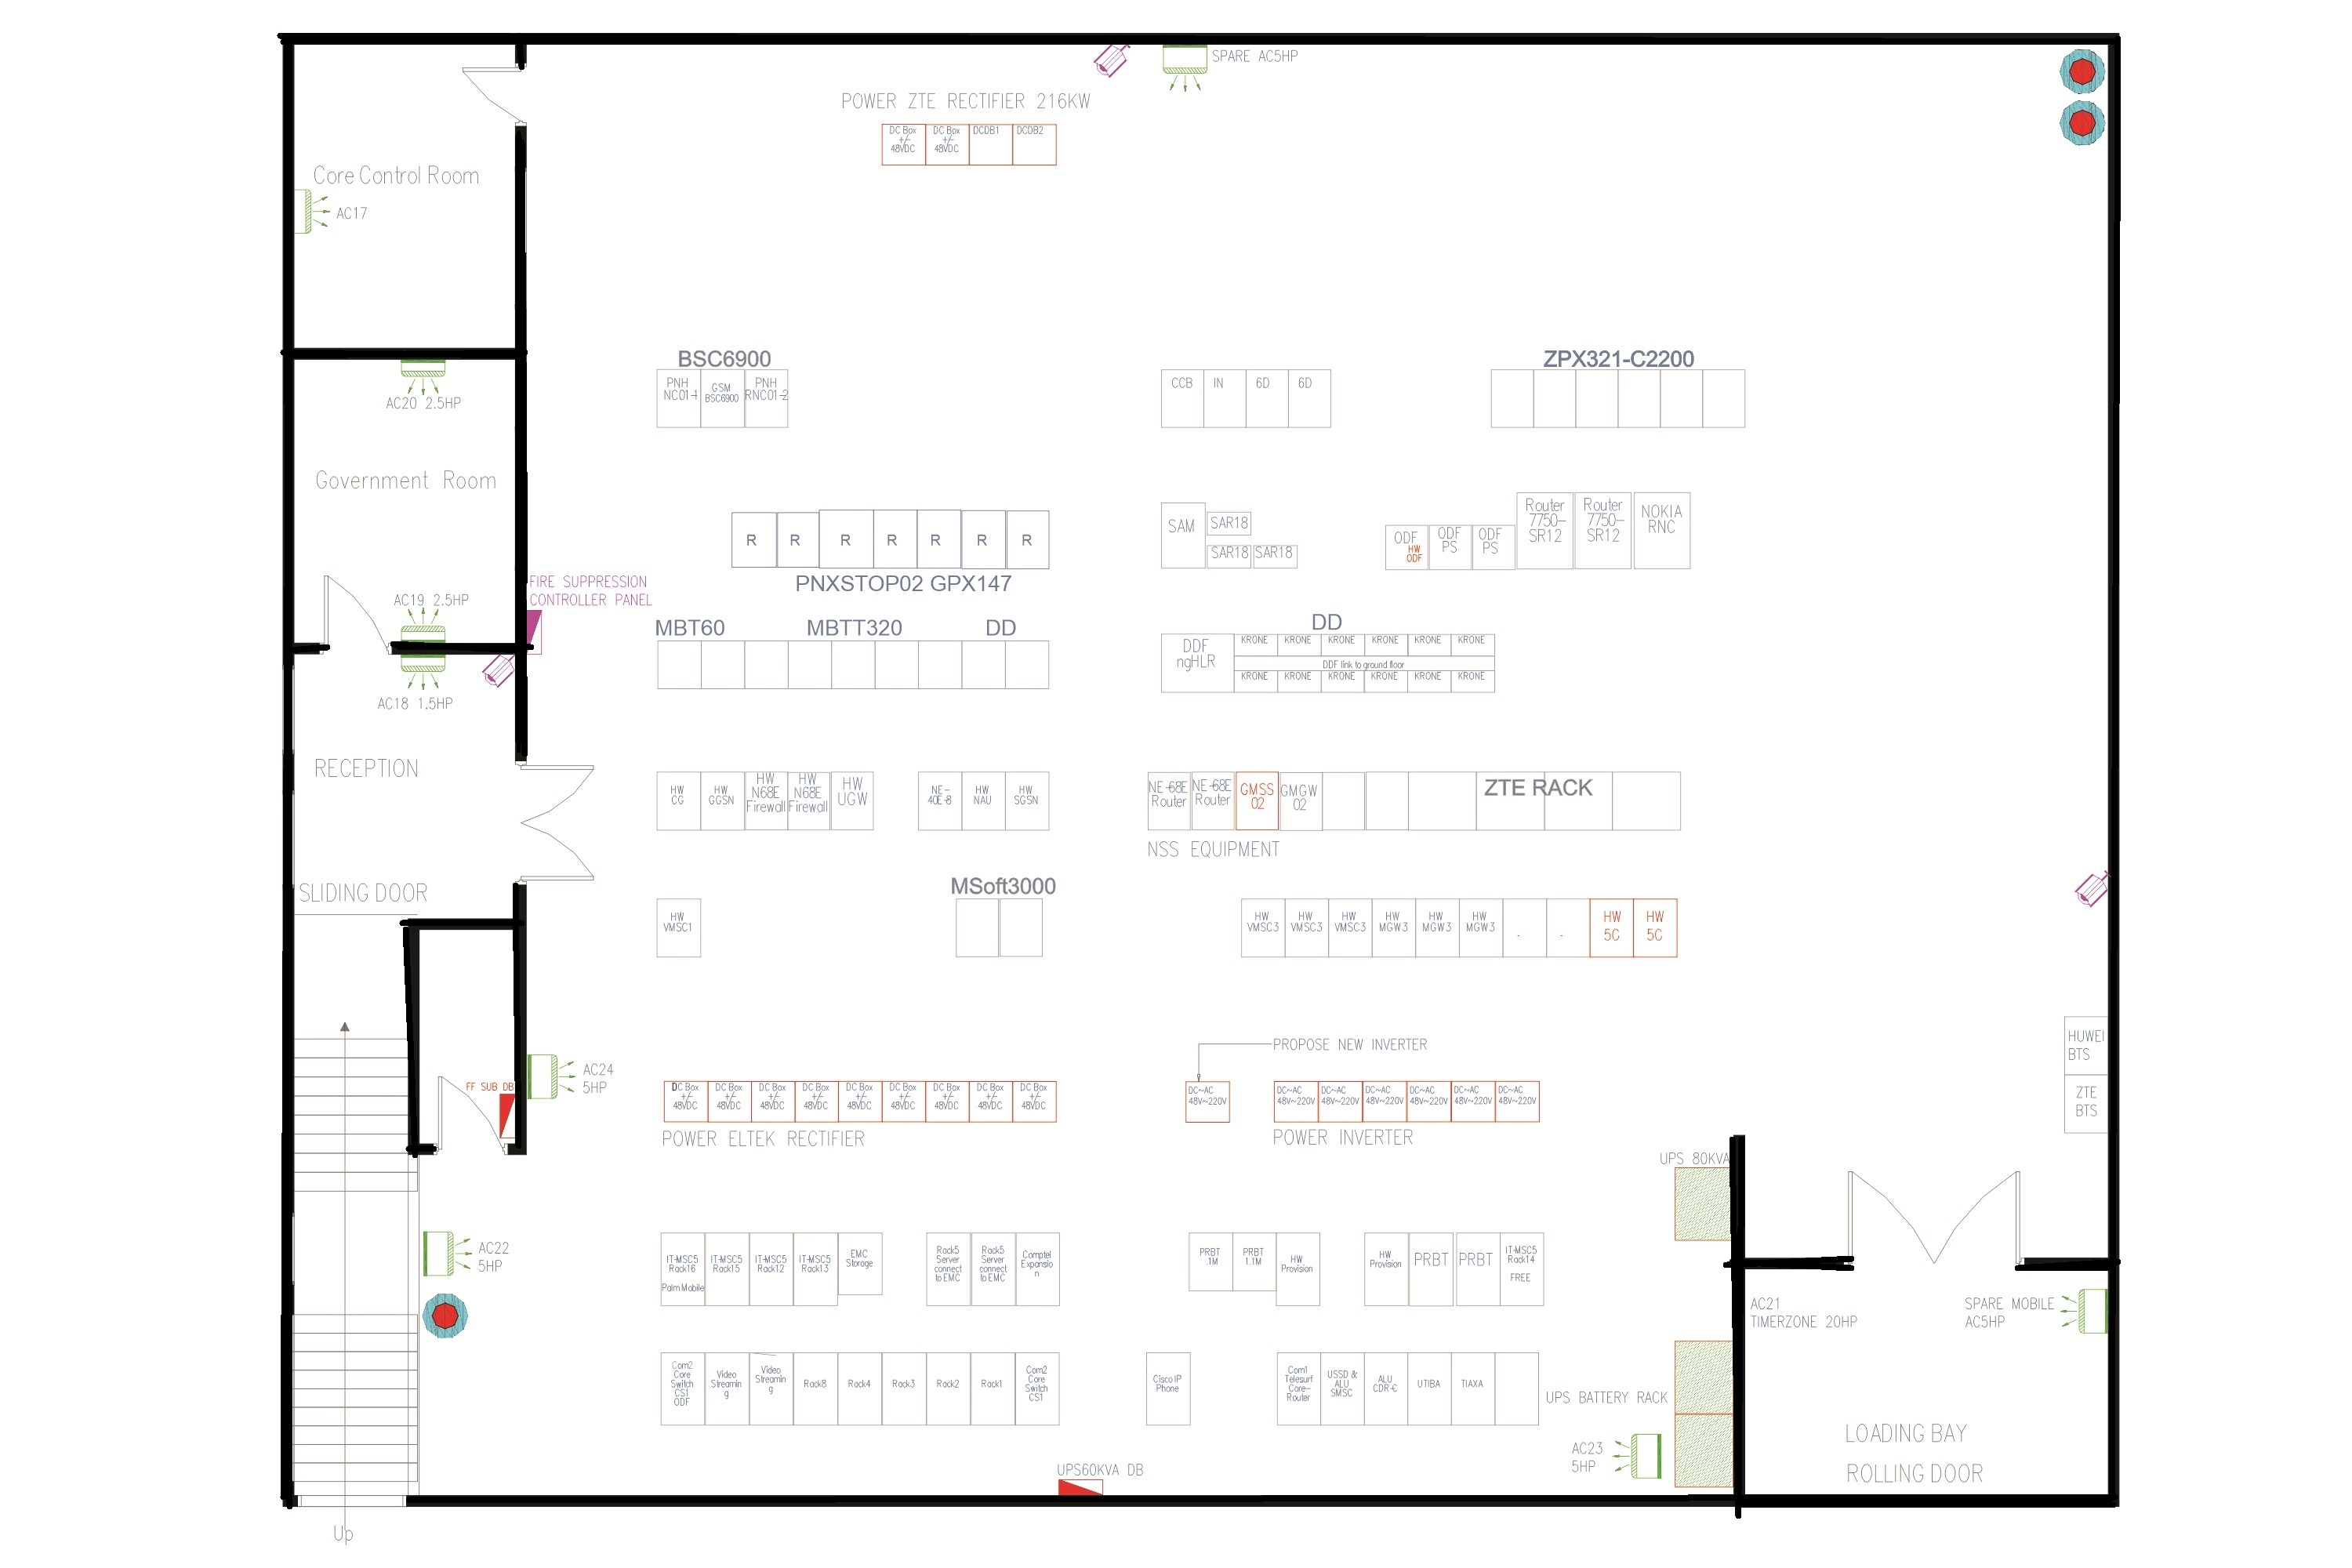 SPARE AC5HP
POWER ZTE RECTIFIER 216KW
DC Box
+/-
48VDC
DC Box
+/-
48VDC
DCDB1
DCDB2
Core Control Room
AC17
BSC6900
PNH
NC01-1
GSM
BSC6900
PNH
RNC01-2
CCB
IN
6D
6D
ZPX321-C2200
AC20 2.5HP
Government Room
R
R
R
R
R
R
R
PNXSTOP02 GPX147
SAM
SAR18
SAR18
SAR18
ODF
HW
ODF
ODF
PS
ODF
PS
Router
7750-
SR12
Router
7750-
SR12
NOKIA
RNC
FIRE SUPPRESSION
CONTROLLER PANEL
AC19 2.5HP
AC18 1.5HP
MBT60
MBTT320
DD
DD
DDF
ngHLR
KRONE
KRONE
KRONE
KRONE
KRONE
KRONE
DDF link to ground floor
KRONE
KRONE
KRONE
KRONE
KRONE
KRONE
RECEPTION
HW
CG
HW
GGSN
HW
N68E
Firewall
HW
N68E
Firewall
HW
UGW
NE-
40E-8
HW
NAU
HW
SGSN
NE-68E
Router
NE-68E
Router
GMSS
02
GMGW
02
ZTE RACK
NSS EQUIPMENT
SLIDING DOOR
MSoft3000
HW
VMSC1
HW
VMSC3
HW
VMSC3
HW
VMSC3
HW
MGW3
HW
MGW3
HW
MGW3
-
-
HW
5C
HW
5C
HUWEI
BTS
ZTE
BTS
PROPOSE NEW INVERTER
AC24
5HP
FF SUB DB
DC Box
+/-
48VDC
DC Box
+/-
48VDC
DC Box
+/-
48VDC
DC Box
+/-
48VDC
DC Box
+/-
48VDC
DC Box
+/-
48VDC
DC Box
+/-
48VDC
DC Box
+/-
48VDC
DC Box
+/-
48VDC
DC~AC
48V~220V
DC~AC
48V~220V
DC~AC
48V~220V
DC~AC
48V~220V
DC~AC
48V~220V
DC~AC
48V~220V
DC~AC
48V~220V
POWER ELTEK RECTIFIER
POWER INVERTER
UPS 80KVA
AC22
5HP
IT-MSC5
Rack16
Palm Mobile
IT-MSC5
Rack15
IT-MSC5
Rack12
IT-MSC5
Rack13
EMC
Storage
Rack5
Server
connect
to EMC
Rack5
Server
connect
to EMC
Comptel
Expansio
n
PRBT
.1M
PRBT
1.1M
HW
Provision
HW
Provision
PRBT
PRBT
IT-MSC5
Rack14
FREE
AC21
TIMERZONE 20HP
SPARE MOBILE
AC5HP
Com2
Core
Switch
CS1
ODF
Video
Streamin
g
Video
Streamin
g
Rack8
Rack4
Rack3
Rack2
Rack1
Com2
Core
Switch
CS1
Cisco IP
Phone
Com1
Telesurf
Core-
Router
USSD &
ALU
SMSC
ALU
CDR-C
UTIBA
TIAXA
UPS BATTERY RACK
AC23
5HP
LOADING BAY
ROLLING DOOR
UPS60KVA DB
Up